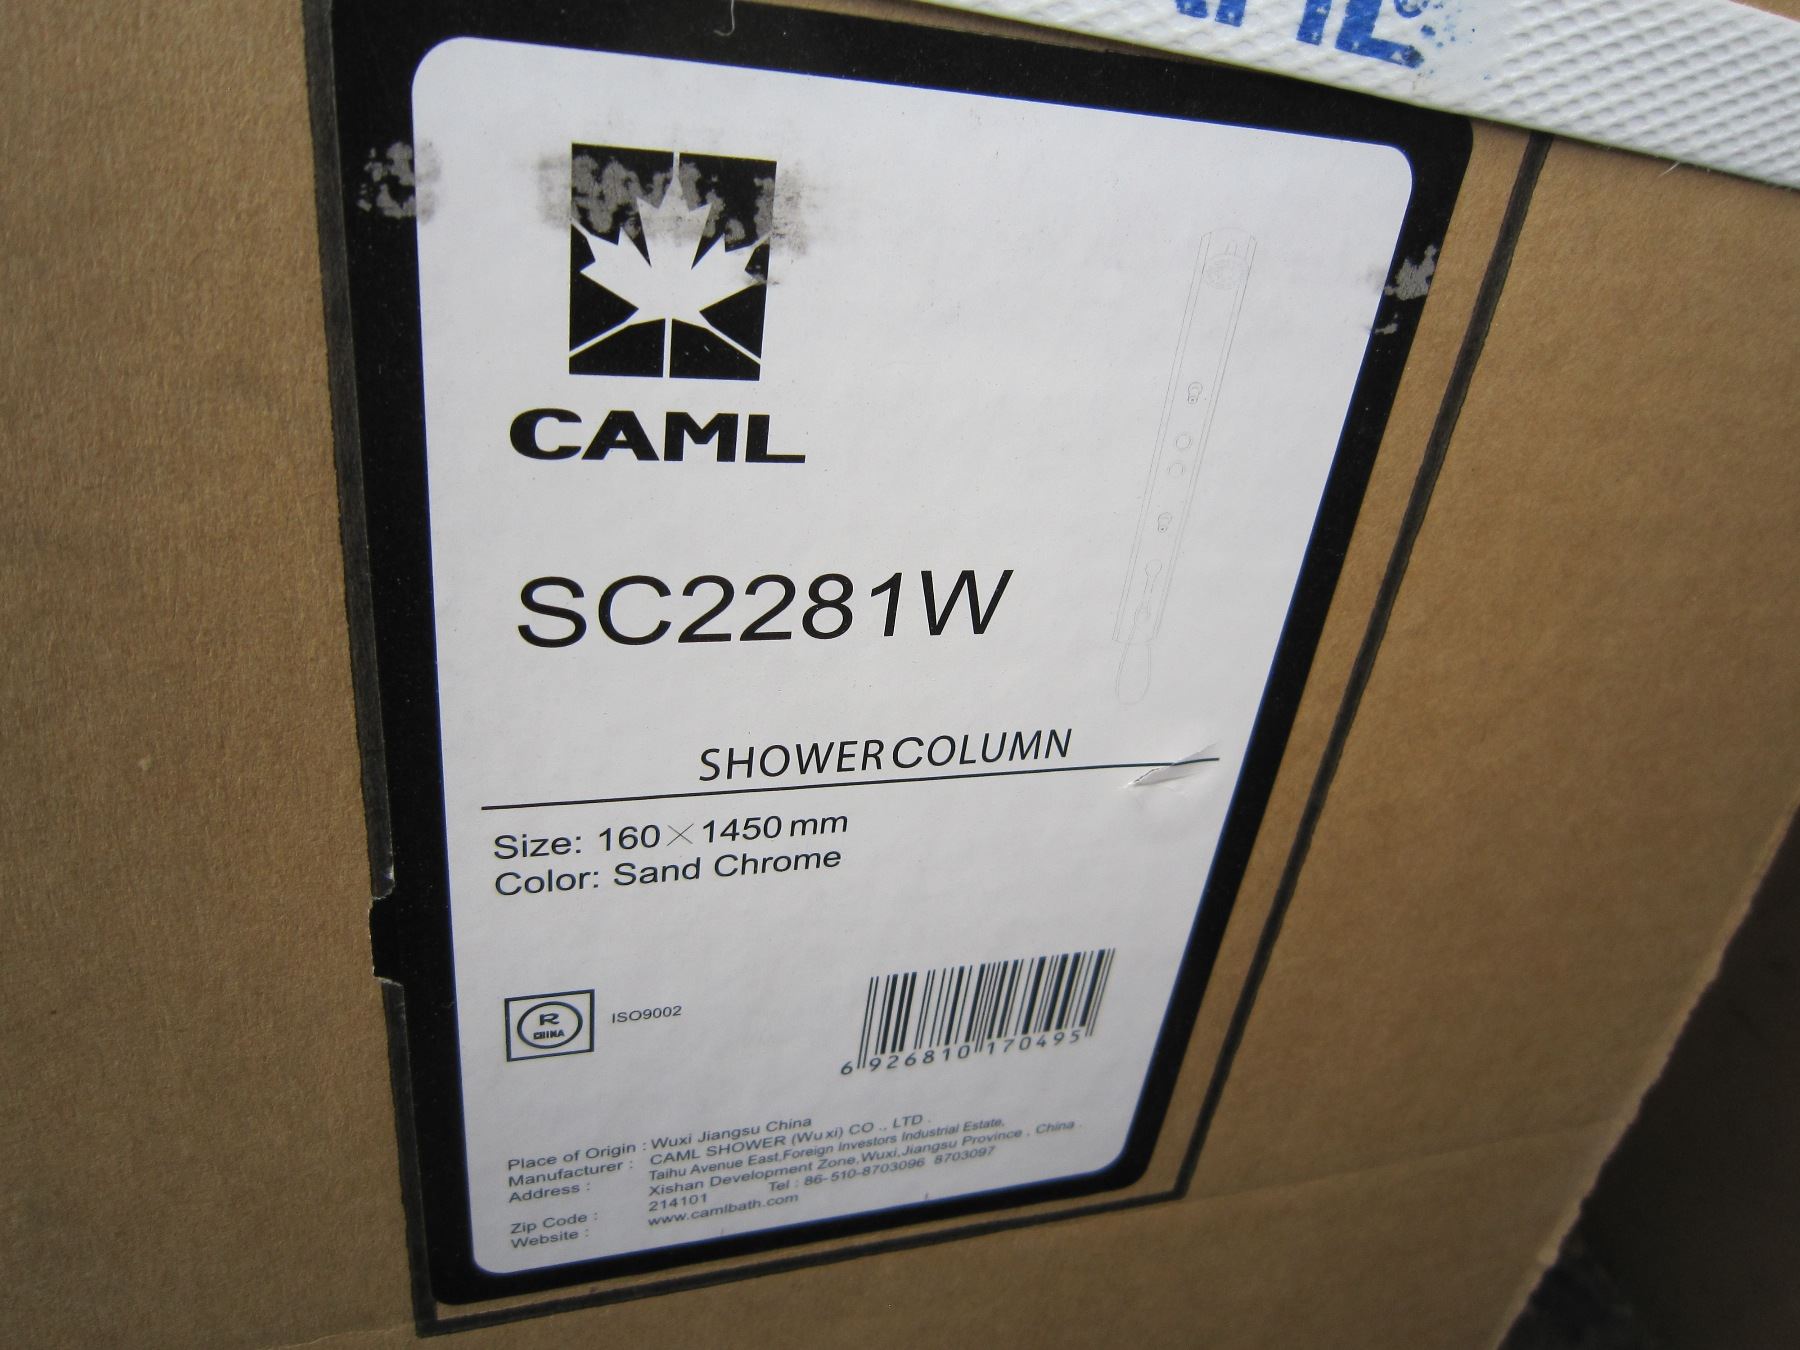 CAML
SC2281W
SHOWER COLUMN
Size: 160×1450 mm
Color: Sand Chrome
R
CHINA
ISO9002
6 926810 170495
Place of Origin : Wuxi Jiangsu China
Manufacturer : CAML SHOWER (Wuxi) CO ., LTD .
Address : Taihu Avenue East,Foreign Investors Industrial Estate,
Xishan Development Zone,Wuxi,Jiangsu Province , China .
Zip Code : 214101 Tel : 86-510-8703096 8703097
Website : www.camlbath.com